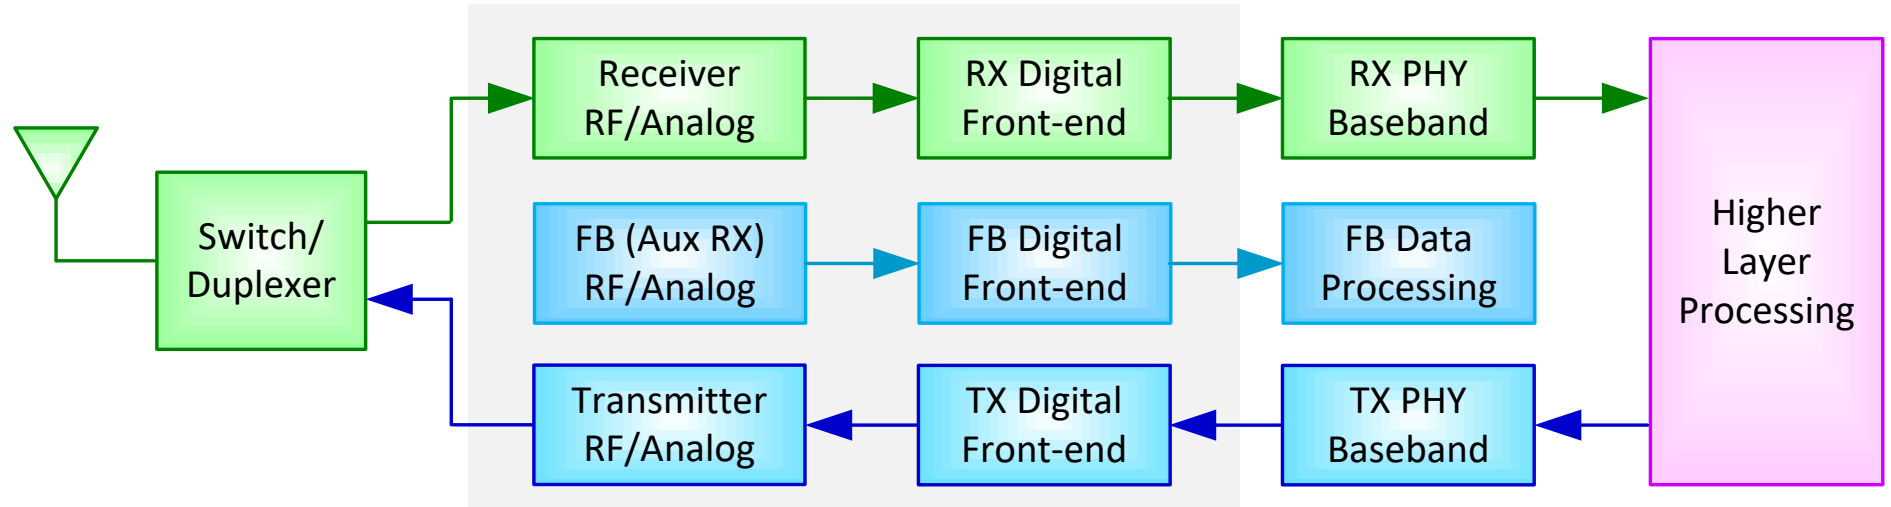 Switch/
Duplexer
Receiver
RF/Analog
RX Digital
Front-end
RX PHY
Baseband
FB (Aux RX)
RF/Analog
FB Digital
Front-end
FB Data
Processing
Transmitter
RF/Analog
TX Digital
Front-end
TX PHY
Baseband
Higher
Layer
Processing